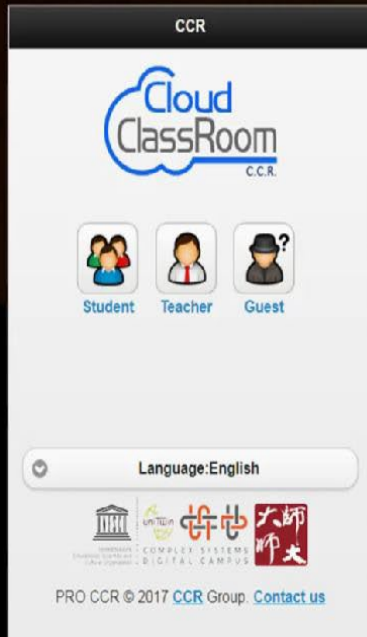 CCR
Cloud
ClassRoom
C.C.R.
?
Student Teacher Guest
Language:English
UNITWIN
COMPLEX SYSTEMS
DIGITAL CAMPUS
大師
師大
PRO CCR © 2017 CCR Group. Contact us